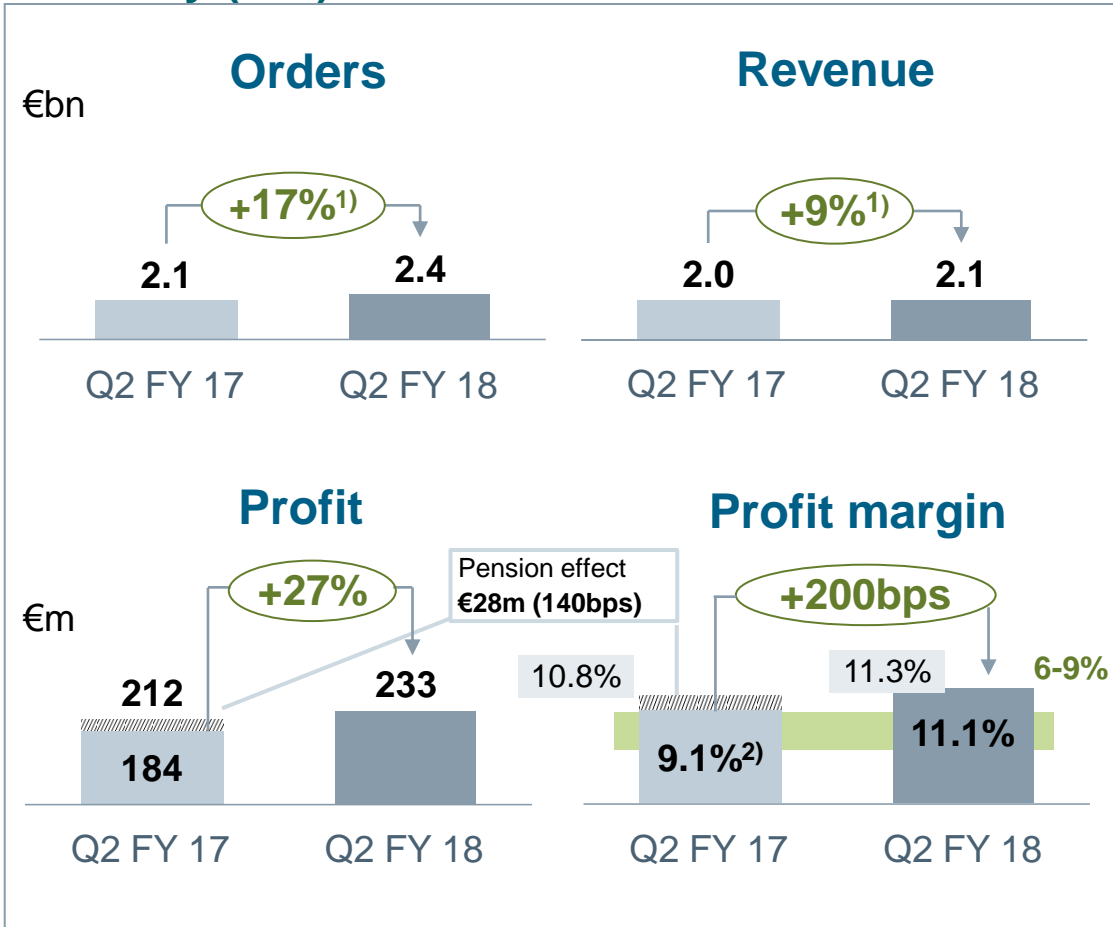 Orders
Revenue
€bn
+17%1)
+9%1)
2.1
2.4
2.0
2.1
Q2 FY 17
Q2 FY 18
Q2 FY 17
Q2 FY 18
Profit
Profit margin
+27%
Pension effect
€28m (140bps)
+200bps
€m
212
233
10.8%
11.3%
6-9%
184
9.1%2)
11.1%
Q2 FY 17
Q2 FY 18
Q2 FY 17
Q2 FY 18